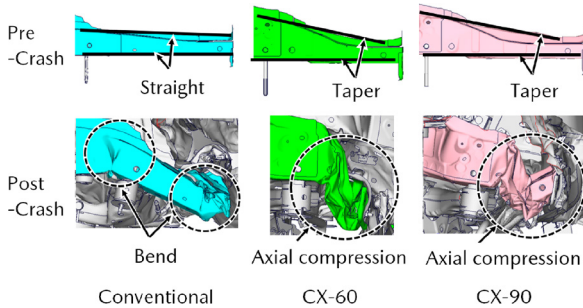 Pre
-Crash
Straight
Taper
Taper
Post
-Crash
Bend
Axial compression
Axial compression
Conventional
CX-60
CX-90